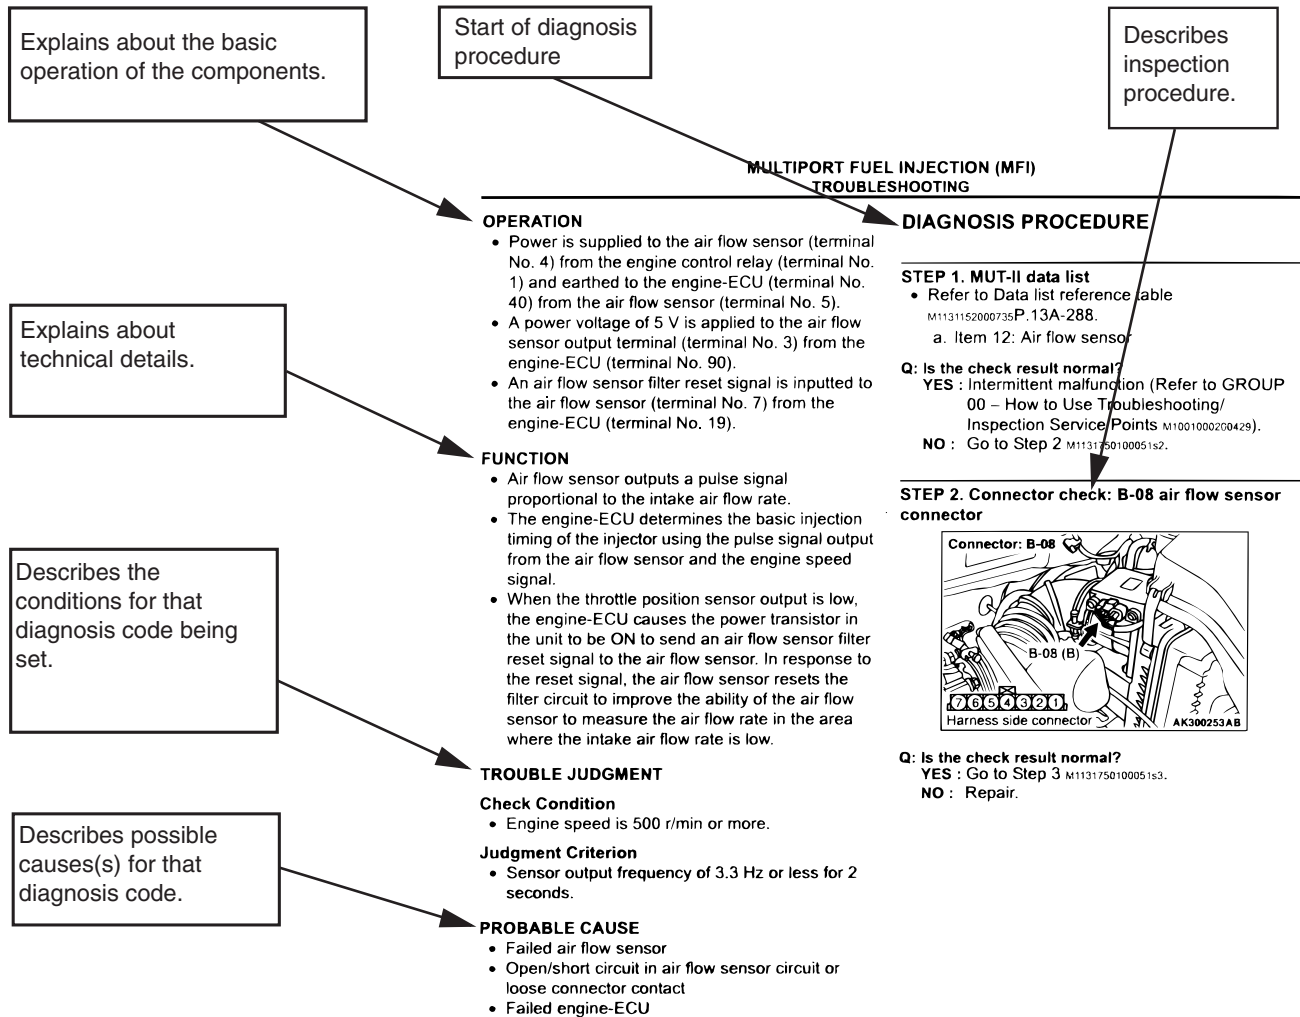 Explains about the basic
operation of the components.
Start of diagnosis
procedure
Describes
inspection
procedure.
Explains about
technical details.
Describes the
conditions for that
diagnosis code being
set.
Describes possible
causes(s) for that
diagnosis code.
MULTIPORT FUEL INJECTION (MFI)
TROUBLESHOOTING
OPERATION
• Power is supplied to the air flow sensor (terminal
No. 4) from the engine control relay (terminal No.
1) and earthed to the engine-ECU (terminal No.
40) from the air flow sensor (terminal No. 5).
• A power voltage of 5 V is applied to the air flow
sensor output terminal (terminal No. 3) from the
engine-ECU (terminal No. 90).
• An air flow sensor filter reset signal is inputted to
the air flow sensor (terminal No. 7) from the
engine-ECU (terminal No. 19).
FUNCTION
• Air flow sensor outputs a pulse signal
proportional to the intake air flow rate.
• The engine-ECU determines the basic injection
timing of the injector using the pulse signal output
from the air flow sensor and the engine speed
signal.
• When the throttle position sensor output is low,
the engine-ECU causes the power transistor in
the unit to be ON to send an air flow sensor filter
reset signal to the air flow sensor. In response to
the reset signal, the air flow sensor resets the
filter circuit to improve the ability of the air flow
sensor to measure the air flow rate in the area
where the intake air flow rate is low.
TROUBLE JUDGMENT
Check Condition
• Engine speed is 500 r/min or more.
Judgment Criterion
• Sensor output frequency of 3.3 Hz or less for 2
seconds.
PROBABLE CAUSE
• Failed air flow sensor
• Open/short circuit in air flow sensor circuit or
loose connector contact
• Failed engine-ECU
DIAGNOSIS PROCEDURE
STEP 1. MUT-II data list
• Refer to Data list reference table
M1131152000735P.13A-288.
a. Item 12: Air flow sensor
Q: Is the check result normal?
YES : Intermittent malfunction (Refer to GROUP
00 – How to Use Troubleshooting/
Inspection Service Points M1001000200429).
NO : Go to Step 2 M1131750100051s2.
STEP 2. Connector check: B-08 air flow sensor
connector
Connector: B-08
B-08 (B)
7 6 5 4 3 2 1
Harness side connector
AK300253AB
Q: Is the check result normal?
YES : Go to Step 3 M1131750100051s3.
NO : Repair.